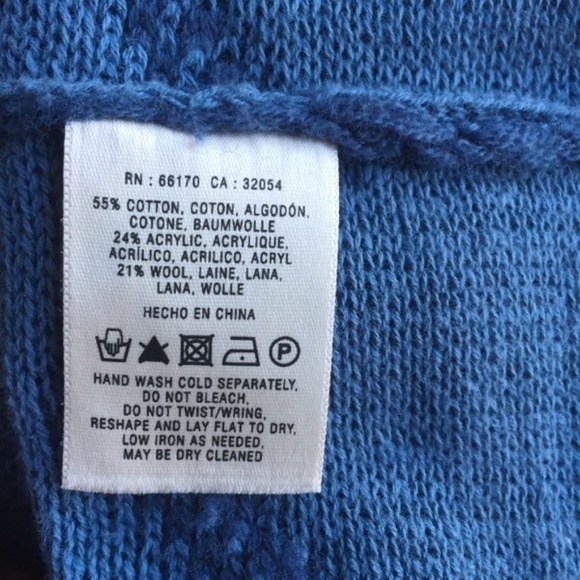 RN : 66170 CA : 32054
55% COTTON, COTON, ALGODÓN,
COTONE, BAUMWOLLE
24% ACRYLIC, ACRYLIQUE,
ACRÍLICO, ACRILICO, ACRYL
21% WOOL, LAINE, LANA,
LANA, WOLLE
HECHO EN CHINA
P
HAND WASH COLD SEPARATELY,
DO NOT BLEACH,
DO NOT TWIST/WRING,
RESHAPE AND LAY FLAT TO DRY,
LOW IRON AS NEEDED,
MAY BE DRY CLEANED